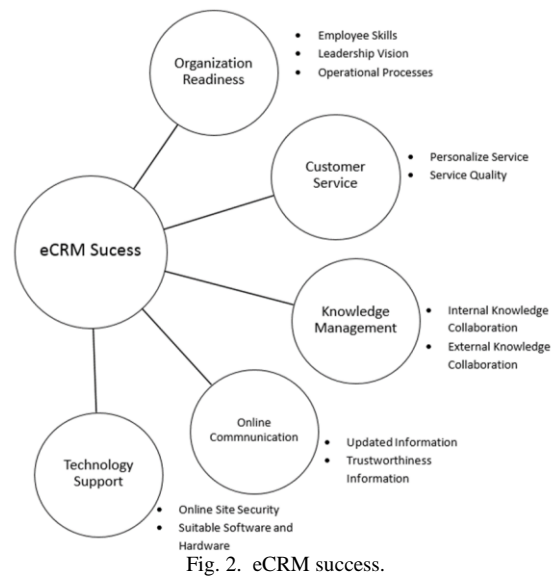 Organization
Readiness
• Employee Skills
• Leadership Vision
• Operational Processes
Customer
Service
• Personalize Service
• Service Quality
eCRM Sucess
Knowledge
Management
• Internal Knowledge
Collaboration
• External Knowledge
Collaboration
Online
Commnunication
• Updated Information
• Trustworthiness
Information
Technology
Support
• Online Site Security
• Suitable Software and
Hardware
Fig. 2. eCRM success.